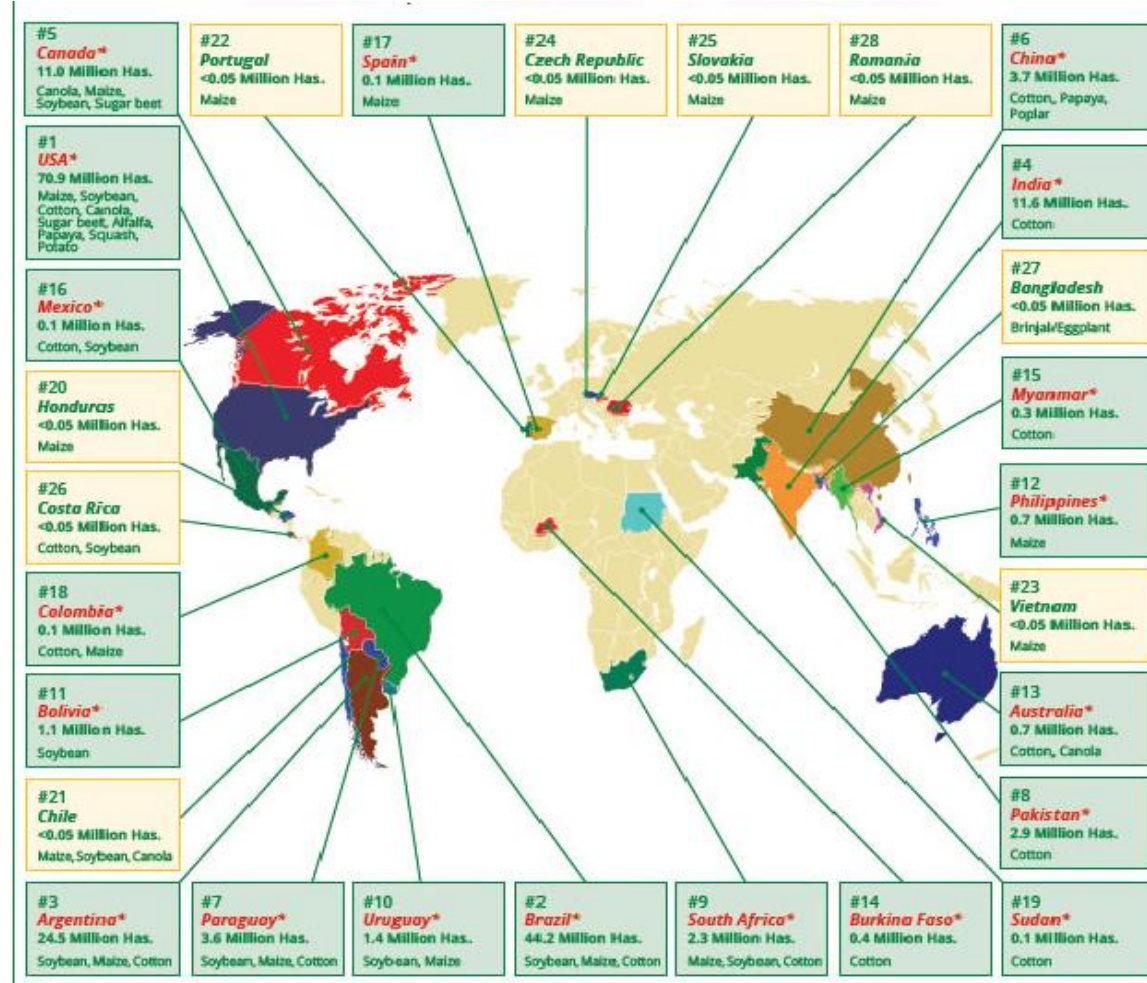 #5
Canada*
11.0 Million Has.
Canola, Maize,
Soybean, Sugar beet
#22
Portugal
<0.05 Million Has.
Maize
#17
Spain*
0.1 Million Has.
Maize
#24
Czech Republic
<0.05 Million Has.
Maize
#25
Slovakia
<0.05 Million Has.
Maize
#28
Romania
<0.05 Million Has.
Maize
#6
China*
3.7 Million Has.
Cotton, Papaya,
Poplar
#1
USA*
70.9 Million Has.
Maize, Soybean,
Cotton, Canola,
Sugar beet, Alfalfa,
Papaya, Squash,
Potato
#4
India*
11.6 Million Has.
Cotton
#16
Mexico*
0.1 Million Has.
Cotton, Soybean
#27
Bangladesh
<0.05 Million Has.
Brinjal/Eggplant
#20
Honduras
<0.05 Million Has.
Maize
#15
Myanmar*
0.3 Million Has.
Cotton
#26
Costa Rica
<0.05 Million Has.
Cotton, Soybean
#12
Philippines*
0.7 Million Has.
Maize
#18
Colombia*
0.1 Million Has.
Cotton, Maize
#23
Vietnam
<0.05 Million Has.
Maize
#11
Bolivia*
1.1 Million Has.
Soybean
#13
Australia*
0.7 Million Has.
Cotton, Canola
#21
Chile
<0.05 Million Has.
Maize, Soybean, Canola
#8
Pakistan*
2.9 Million Has.
Cotton
#3
Argentina*
24.5 Million Has.
Soybean, Maize, Cotton
#7
Paraguay*
3.6 Million Has.
Soybean, Maize, Cotton
#10
Uruguay*
1.4 Million Has.
Soybean, Maize
#2
Brazil*
44.2 Million Has.
Soybean, Maize, Cotton
#9
South Africa*
2.3 Million Has.
Maize, Soybean, Cotton
#14
Burkina Faso*
0.4 Million Has.
Cotton
#19
Sudan*
0.1 Million Has.
Cotton